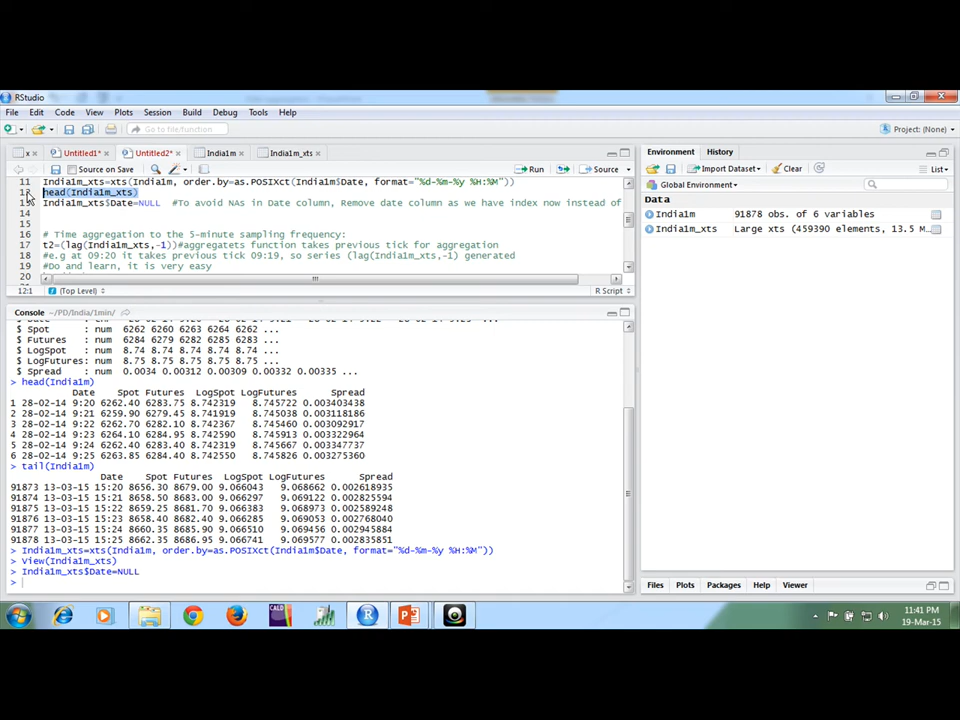 RStudio
File Edit Code View Plots Session Build Debug Tools Help
Go to file/function
Project: (None)
x Untitled1* Untitled2* India1m India1m_xts
Source on Save Run Source
11 India1m_xts=xts(India1m, order.by=as.POSIXct(India1m$Date, format="%d-%m-%y %H:%M"))
12 head(India1m_xts)
13 India1m_xts$Date=NULL #To avoid NAs in Date column, Remove date column as we have index now instead of
14
15
16 # Time aggregation to the 5-minute sampling frequency:
17 t2=(lag(India1m_xts,-1))#aggregatets function takes previous tick for aggregation
18 #e.g at 09:20 it takes previous tick 09:19, so series (lag(India1m_xts,-1) generated
19 #Do and learn, it is very easy
20
12:1 (Top Level) R Script
Console ~/PD/India/1min/
$ Spot : num 6262 6260 6263 6264 6262 ...
$ Futures : num 6284 6279 6282 6285 6283 ...
$ LogSpot : num 8.74 8.74 8.74 8.74 8.74 ...
$ LogFutures: num 8.75 8.75 8.75 8.75 8.75 ...
$ Spread : num 0.0034 0.00312 0.00309 0.00332 0.00335 ...
> head(India1m)
Date Spot Futures LogSpot LogFutures Spread
1 28-02-14 9:20 6262.40 6283.75 8.742319 8.745722 0.003403438
2 28-02-14 9:21 6259.90 6279.45 8.741919 8.745038 0.003118186
3 28-02-14 9:22 6262.70 6282.10 8.742367 8.745460 0.003092917
4 28-02-14 9:23 6264.10 6284.95 8.742590 8.745913 0.003322964
5 28-02-14 9:24 6262.40 6283.40 8.742319 8.745667 0.003347737
6 28-02-14 9:25 6263.85 6284.40 8.742550 8.745826 0.003275360
> tail(India1m)
Date Spot Futures LogSpot LogFutures Spread
91873 13-03-15 15:20 8656.30 8679.00 9.066043 9.068662 0.002618935
91874 13-03-15 15:21 8658.50 8683.00 9.066297 9.069122 0.002825594
91875 13-03-15 15:22 8659.25 8681.70 9.066383 9.068973 0.002589248
91876 13-03-15 15:23 8658.40 8682.40 9.066285 9.069053 0.002768040
91877 13-03-15 15:24 8660.35 8685.90 9.066510 9.069456 0.002945884
91878 13-03-15 15:25 8662.35 8686.95 9.066741 9.069577 0.002835851
> India1m_xts=xts(India1m, order.by=as.POSIXct(India1m$Date, format="%d-%m-%y %H:%M"))
> View(India1m_xts)
> India1m_xts$Date=NULL
>
Environment History
Import Dataset Clear List
Global Environment
Data
India1m 91878 obs. of 6 variables
India1m_xts Large xts (459390 elements, 13.5 M…
Files Plots Packages Help Viewer
CALD
11:41 PM
19-Mar-15